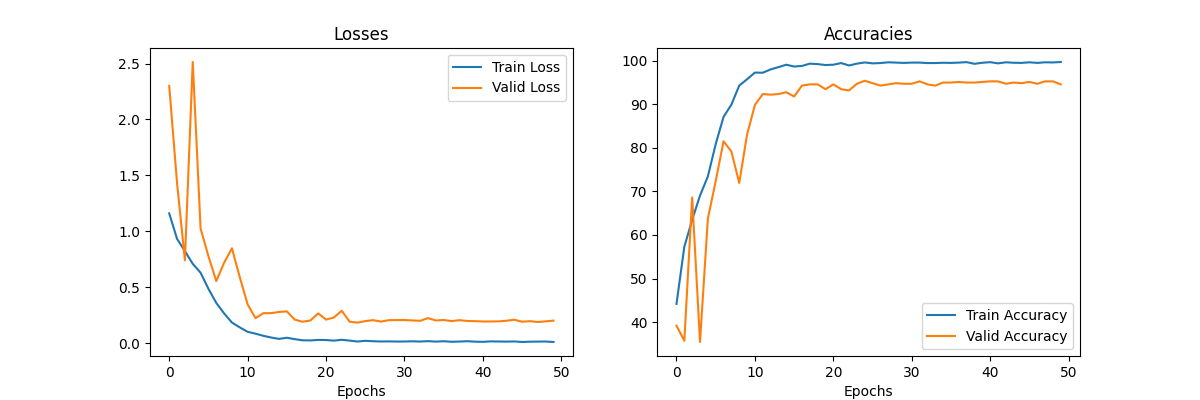 Losses
2.5
2.0
1.5
1.0
0.5
0.0
Train Loss
Valid Loss
0 10 20 30 40 50
Epochs
Accuracies
100
90
80
70
60
50
40
Train Accuracy
Valid Accuracy
0 10 20 30 40 50
Epochs